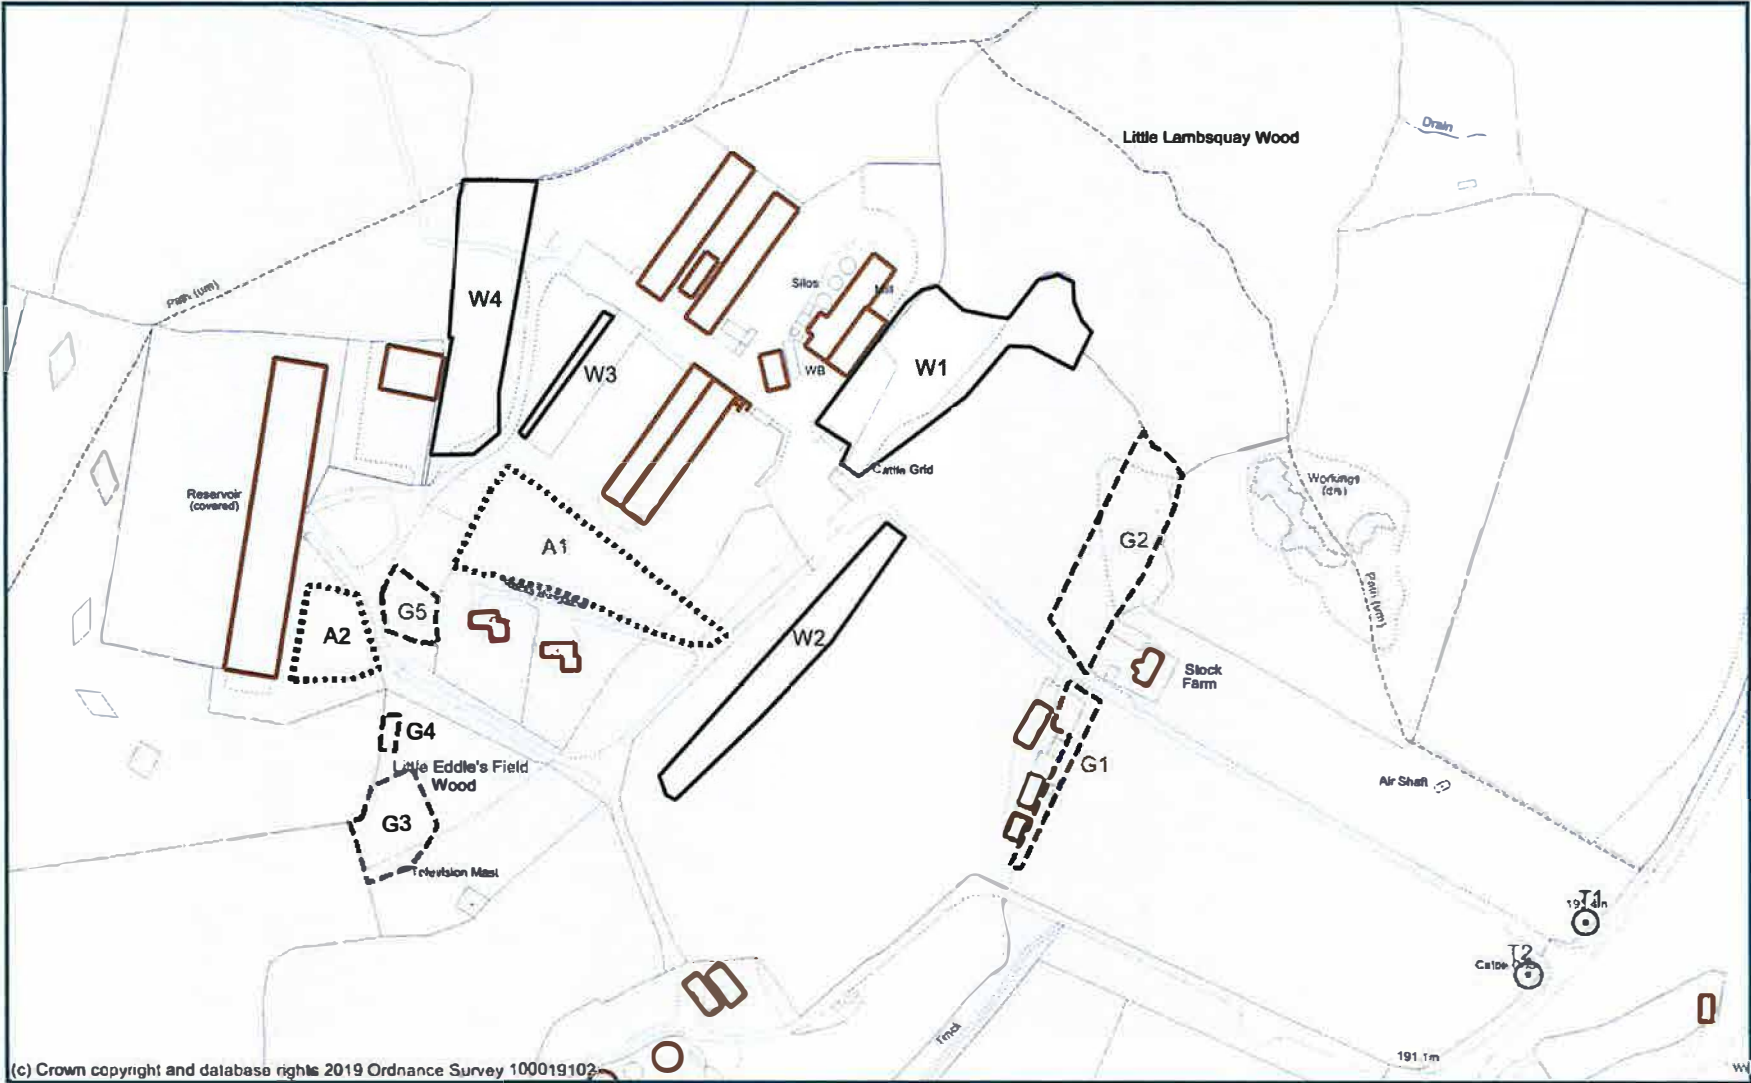 Little Lambsquay Wood
Drain
Path (um)
W4
Silos
Mill
W3
WB
W1
Cattle Grid
Reservoir
(covered)
Workings
(dis)
A1
G2
G5
A2
W2
Path (um)
Stock
Farm
G4
G1
Little Eddie's Field
Wood
Air Shaft
G3
Television Mast
T1
T2
191.1m
(c) Crown copyright and database rights 2019 Ordnance Survey 100019102